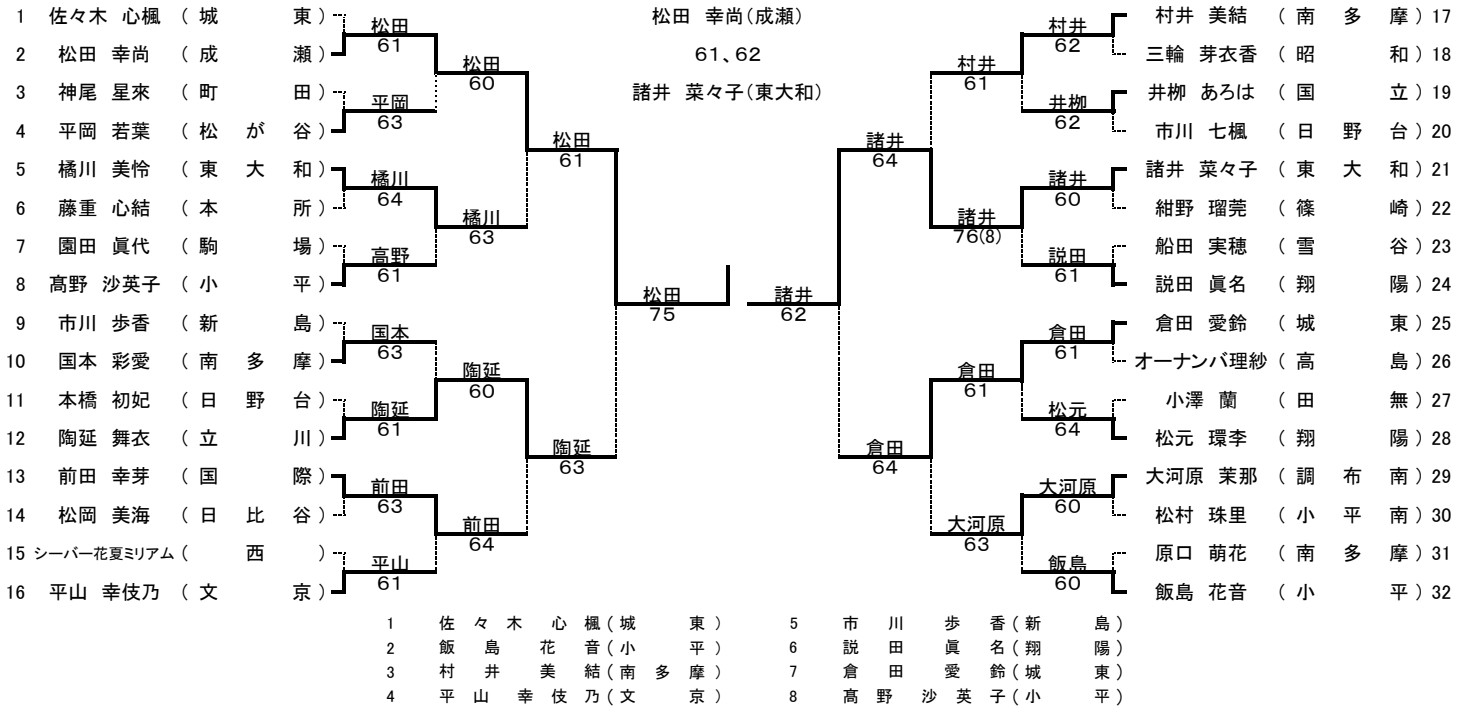 松田 幸尚(成瀬)
61、62
諸井 菜々子(東大和)
1 佐々木 心楓 ( 城 東 )
2 松田 幸尚 ( 成 瀬 )
3 神尾 星來 ( 町 田 )
4 平岡 若葉 ( 松 が 谷 )
5 橘川 美怜 ( 東 大 和 )
6 藤重 心結 ( 本 所 )
7 園田 眞代 ( 駒 場 )
8 髙野 沙英子 ( 小 平 )
9 市川 歩香 ( 新 島 )
10 国本 彩愛 ( 南 多 摩 )
11 本橋 初妃 ( 日 野 台 )
12 陶延 舞衣 ( 立 川 )
13 前田 幸芽 ( 国 際 )
14 松岡 美海 ( 日 比 谷 )
15 シーバー花夏ミリアム ( 西 )
16 平山 幸伎乃 ( 文 京 )
松田
61
平岡
63
橘川
64
高野
61
国本
63
陶延
61
前田
63
平山
61
松田
60
橘川
63
陶延
60
前田
64
松田
61
陶延
63
松田
75
諸井
62
諸井
64
倉田
64
村井
61
諸井
76(8)
倉田
61
大河原
63
村井
62
井栁
62
諸井
60
説田
61
倉田
61
松元
64
大河原
60
飯島
60
村井 美結 ( 南 多 摩 ) 17
三輪 芽衣香 ( 昭 和 ) 18
井栁 あろは ( 国 立 ) 19
市川 七楓 ( 日 野 台 ) 20
諸井 菜々子 ( 東 大 和 ) 21
紺野 瑠莞 ( 篠 崎 ) 22
船田 実穂 ( 雪 谷 ) 23
説田 眞名 ( 翔 陽 ) 24
倉田 愛鈴 ( 城 東 ) 25
オーナンバ理紗 ( 高 島 ) 26
小澤 蘭 ( 田 無 ) 27
松元 環李 ( 翔 陽 ) 28
大河原 茉那 ( 調 布 南 ) 29
松村 珠里 ( 小 平 南 ) 30
原口 萌花 ( 南 多 摩 ) 31
飯島 花音 ( 小 平 ) 32
1 佐 々 木 心 楓 ( 城 東 )
2 飯 島 花 音 ( 小 平 )
3 村 井 美 結 ( 南 多 摩 )
4 平 山 幸 伎 乃 ( 文 京 )
5 市 川 歩 香 ( 新 島 )
6 説 田 眞 名 ( 翔 陽 )
7 倉 田 愛 鈴 ( 城 東 )
8 髙 野 沙 英 子 ( 小 平 )